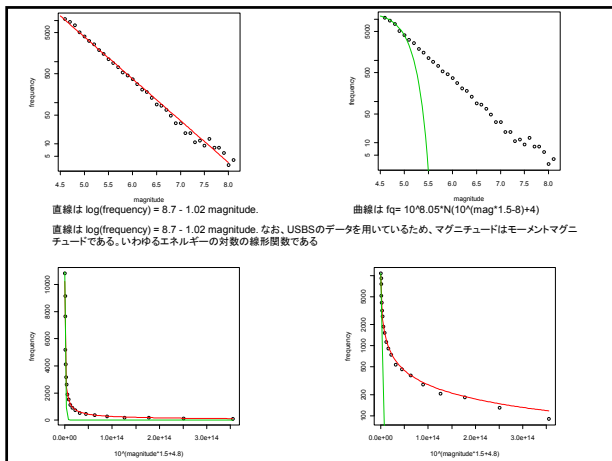 5000
500
50
10
5
frequency
4.5 5.0 5.5 6.0 6.5 7.0 7.5 8.0
magnitude
5000
500
50
10
5
frequency
4.5 5.0 5.5 6.0 6.5 7.0 7.5 8.0
magnitude
直線は log(frequency) = 8.7 - 1.02 magnitude.
曲線は fq= 10^8.05*N(10^(mag*1.5-8)+4)
直線は log(frequency) = 8.7 - 1.02 magnitude. なお、USBSのデータを用いているため、マグニチュードはモーメントマグニ
チュードである。いわゆるエネルギーの対数の線形関数である
10000
8000
6000
4000
2000
0
frequency
0.0e+00 1.0e+14 2.0e+14 3.0e+14
10^(magnitude*1.5+4.8)
5000
2000
1000
500
200
100
frequency
0.0e+00 1.0e+14 2.0e+14 3.0e+14
10^(magnitude*1.5+4.8)